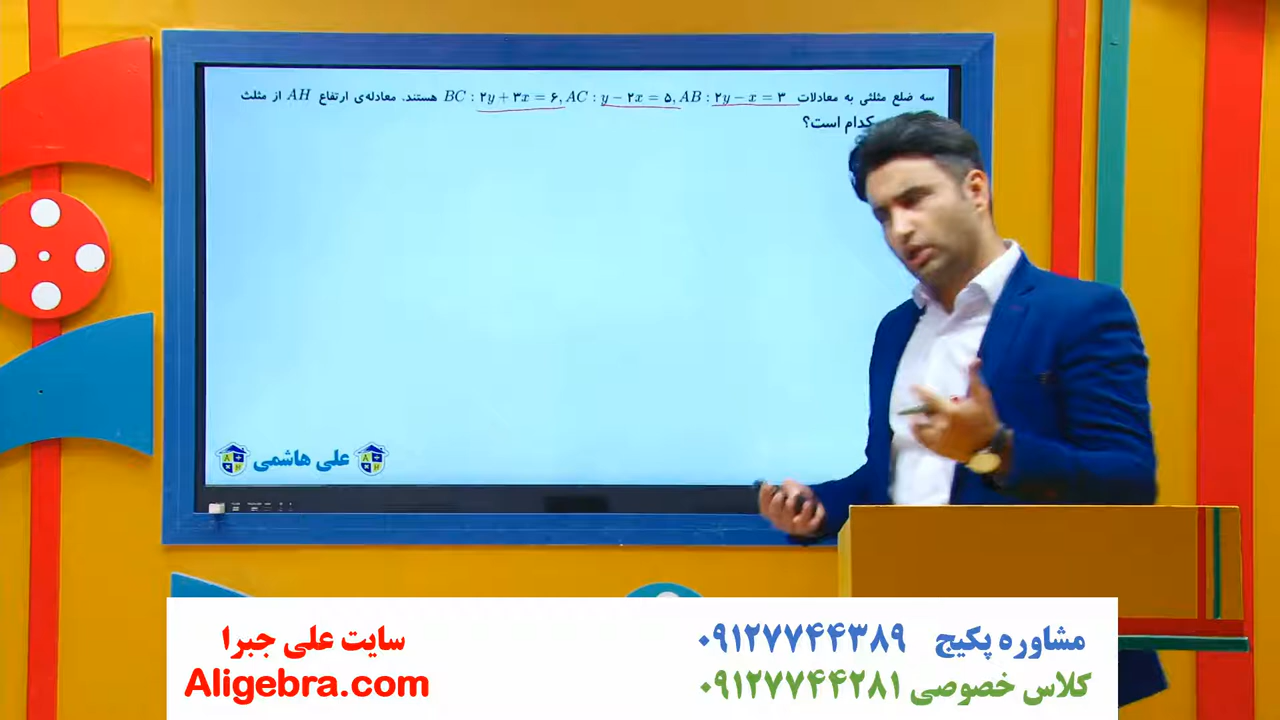 سه ضلع مثلثی به معادلات AB : ۲y − x = ۳ ,AC : y − ۲x = ۵ ,BC : ۲y + ۳x = ۶ هستند. معادله‌ی ارتفاع AH از مثلث
کدام است؟
علی هاشمی
سایت علی جبرا
Aligebra.com
مشاوره پکیج ۰۹۱۲۷۷۴۴۳۸۹
کلاس خصوصی ۰۹۱۲۷۷۴۴۲۸۱